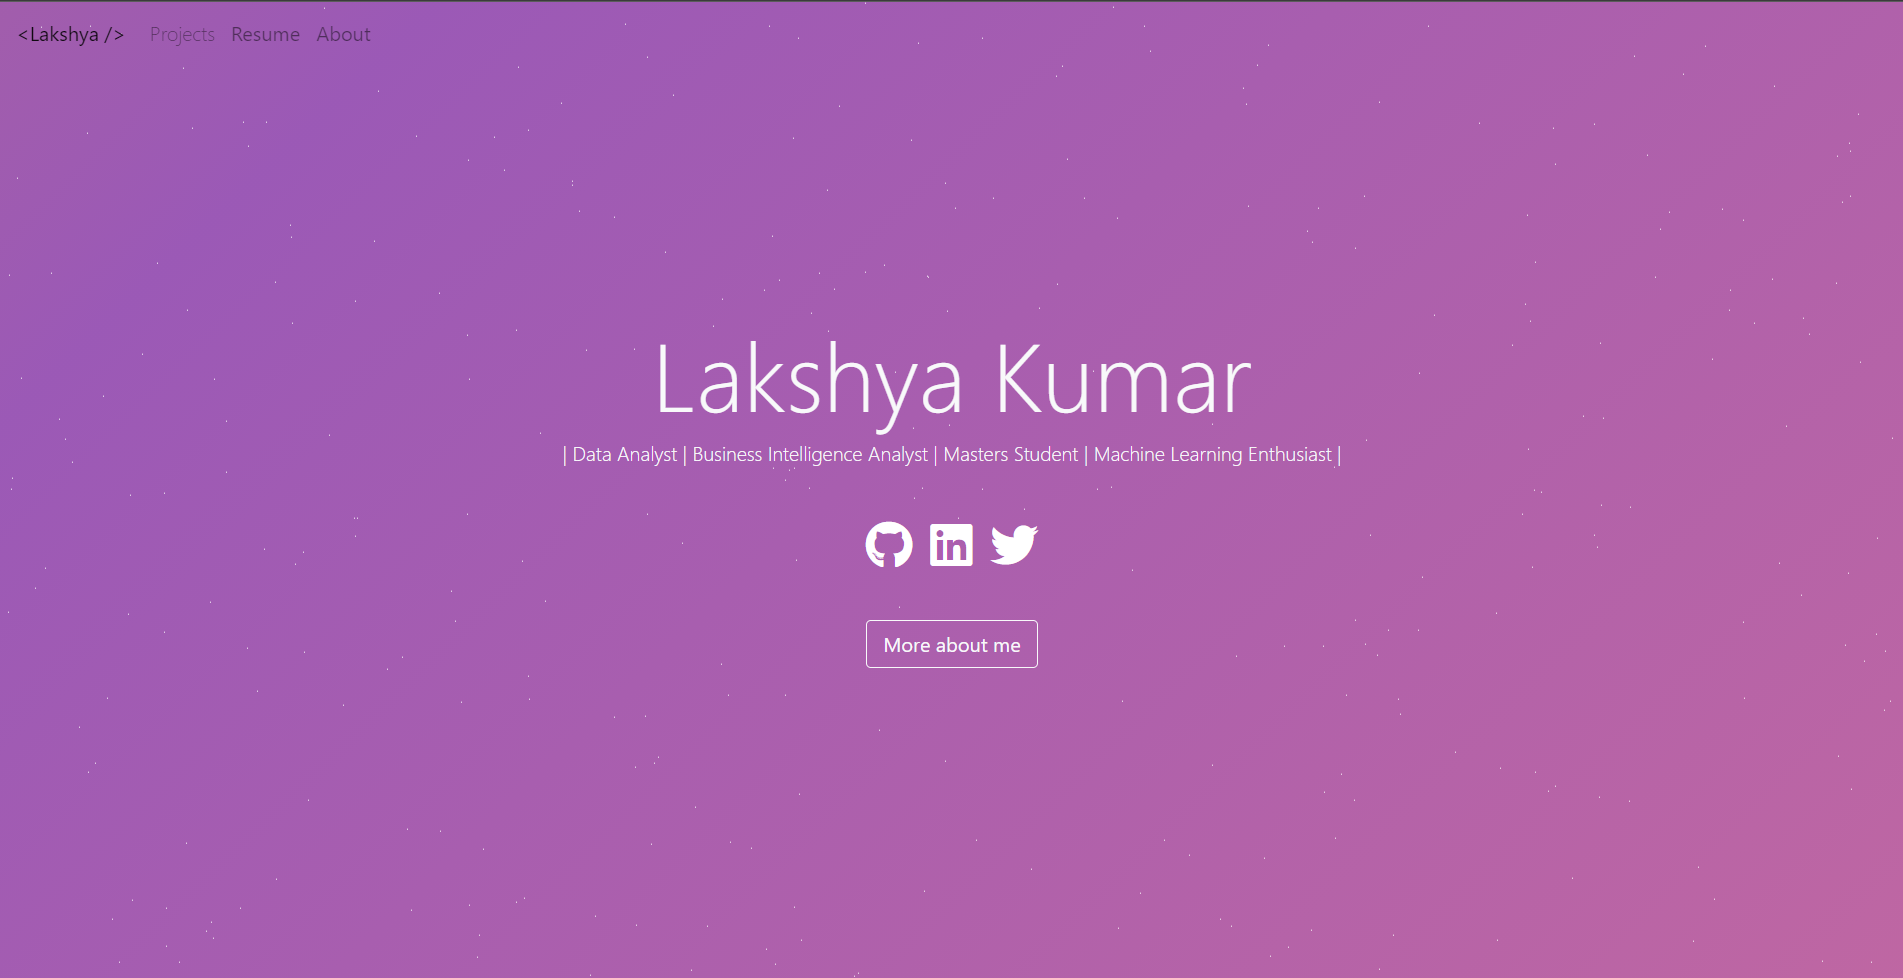 <Lakshya /> Projects Resume About
Lakshya Kumar
| Data Analyst | Business Intelligence Analyst | Masters Student | Machine Learning Enthusiast |
in
More about me